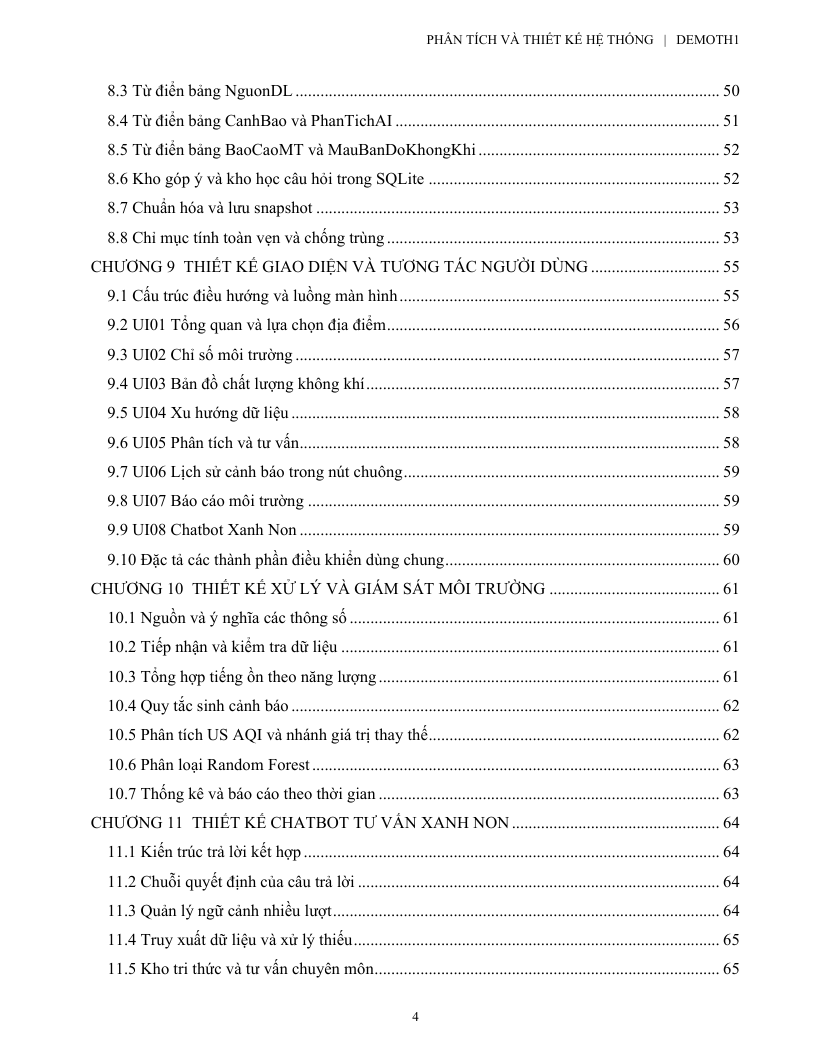 PHÂN TÍCH VÀ THIẾT KẾ HỆ THỐNG | DEMOTH1
8.3 Từ điển bảng NguonDL ........ 50
8.4 Từ điển bảng CanhBao và PhanTichAI ........ 51
8.5 Từ điển bảng BaoCaoMT và MauBanDoKhongKhi ........ 52
8.6 Kho góp ý và kho học câu hỏi trong SQLite ........ 52
8.7 Chuẩn hóa và lưu snapshot ........ 53
8.8 Chỉ mục tính toàn vẹn và chống trùng ........ 53
CHƯƠNG 9 THIẾT KẾ GIAO DIỆN VÀ TƯƠNG TÁC NGƯỜI DÙNG ........ 55
9.1 Cấu trúc điều hướng và luồng màn hình ........ 55
9.2 UI01 Tổng quan và lựa chọn địa điểm ........ 56
9.3 UI02 Chỉ số môi trường ........ 57
9.4 UI03 Bản đồ chất lượng không khí ........ 57
9.5 UI04 Xu hướng dữ liệu ........ 58
9.6 UI05 Phân tích và tư vấn ........ 58
9.7 UI06 Lịch sử cảnh báo trong nút chuông ........ 59
9.8 UI07 Báo cáo môi trường ........ 59
9.9 UI08 Chatbot Xanh Non ........ 59
9.10 Đặc tả các thành phần điều khiển dùng chung ........ 60
CHƯƠNG 10 THIẾT KẾ XỬ LÝ VÀ GIÁM SÁT MÔI TRƯỜNG ........ 61
10.1 Nguồn và ý nghĩa các thông số ........ 61
10.2 Tiếp nhận và kiểm tra dữ liệu ........ 61
10.3 Tổng hợp tiếng ồn theo năng lượng ........ 61
10.4 Quy tắc sinh cảnh báo ........ 62
10.5 Phân tích US AQI và nhánh giá trị thay thế ........ 62
10.6 Phân loại Random Forest ........ 63
10.7 Thống kê và báo cáo theo thời gian ........ 63
CHƯƠNG 11 THIẾT KẾ CHATBOT TƯ VẤN XANH NON ........ 64
11.1 Kiến trúc trả lời kết hợp ........ 64
11.2 Chuỗi quyết định của câu trả lời ........ 64
11.3 Quản lý ngữ cảnh nhiều lượt ........ 64
11.4 Truy xuất dữ liệu và xử lý thiếu ........ 65
11.5 Kho tri thức và tư vấn chuyên môn ........ 65
4